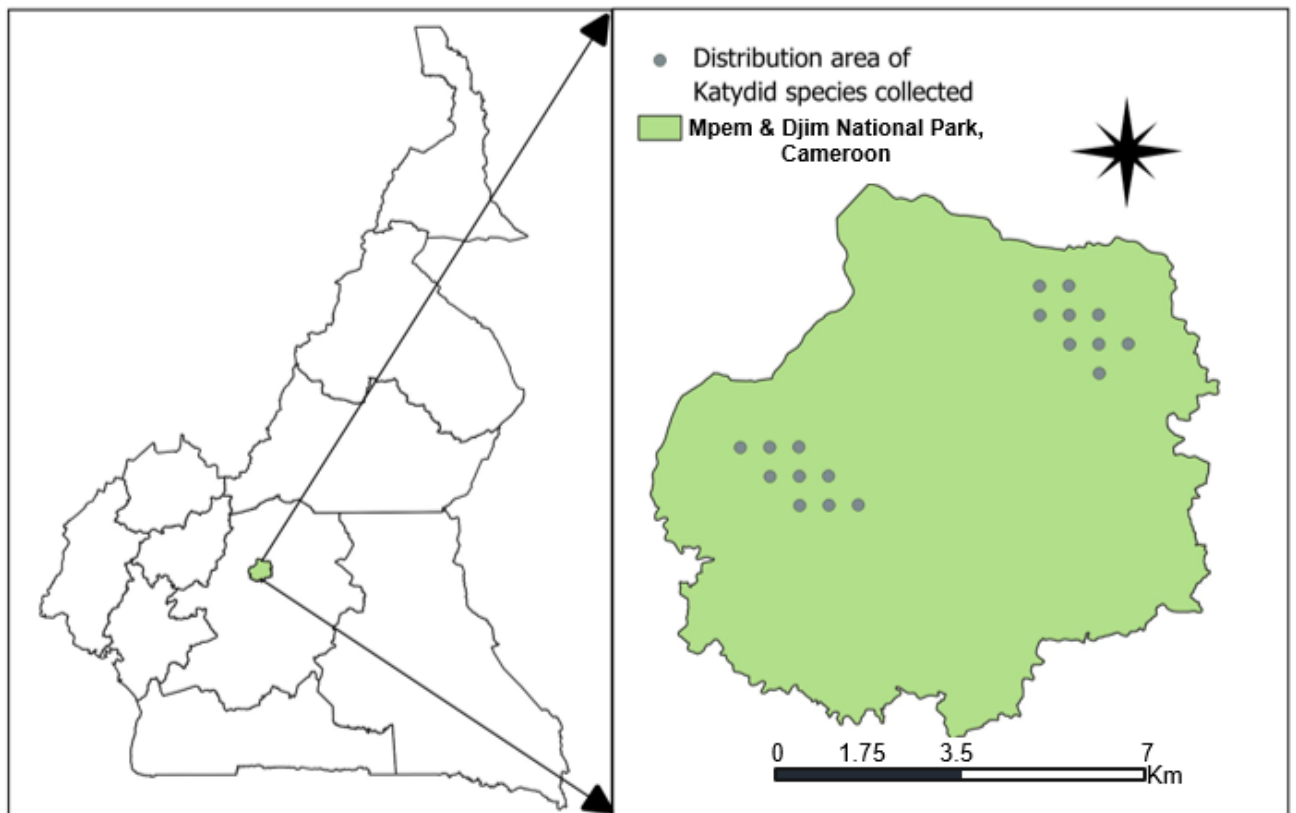 Distribution area of
Katydid species collected
Mpem & Djim National Park,
Cameroon
0 1.75 3.5 7
Km